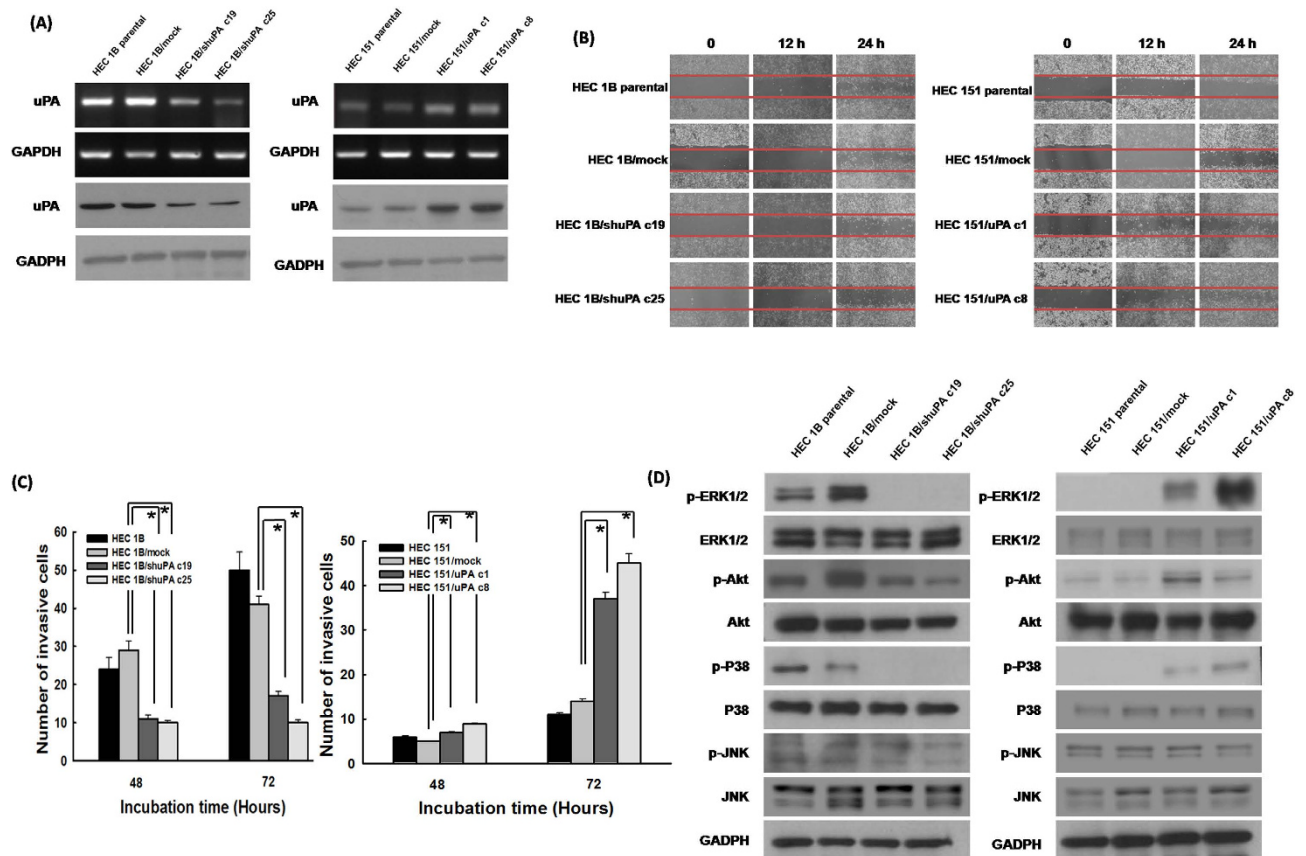 (A)
HEC 1B parental
HEC 1B/mock
HEC 1B/shuPA c19
HEC 1B/shuPA c25
HEC 151 parental
HEC 151/mock
HEC 151/uPA c1
HEC 151/uPA c8
uPA
GAPDH
uPA
GADPH
uPA
GAPDH
uPA
GADPH
(B)
0 12 h 24 h
HEC 1B parental
HEC 1B/mock
HEC 1B/shuPA c19
HEC 1B/shuPA c25
0 12 h 24 h
HEC 151 parental
HEC 151/mock
HEC 151/uPA c1
HEC 151/uPA c8
(C)
Number of invasive cells
60
50
40
30
20
10
0
HEC 1B
HEC 1B/mock
HEC 1B/shuPA c19
HEC 1B/shuPA c25
* *
* *
48 72
Incubation time (Hours)
Number of invasive cells
50
40
30
20
10
0
HEC 151
HEC 151/mock
HEC 151/uPA c1
HEC 151/uPA c8
* *
* *
48 72
Incubation time (Hours)
(D)
HEC 1B parental
HEC 1B/mock
HEC 1B/shuPA c19
HEC 1B/shuPA c25
p-ERK1/2
ERK1/2
p-Akt
Akt
p-P38
P38
p-JNK
JNK
GADPH
HEC 151 parental
HEC 151/mock
HEC 151/uPA c1
HEC 151/uPA c8
p-ERK1/2
ERK1/2
p-Akt
Akt
p-P38
P38
p-JNK
JNK
GADPH